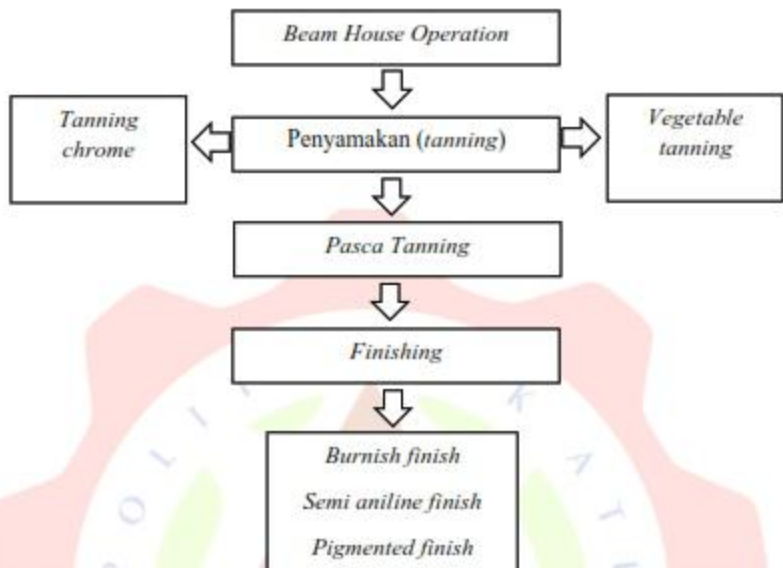 Beam House Operation
Tanning
chrome
Penyamakan (tanning)
Vegetable
tanning
Pasca Tanning
Finishing
Burnish finish
Semi aniline finish
Pigmented finish